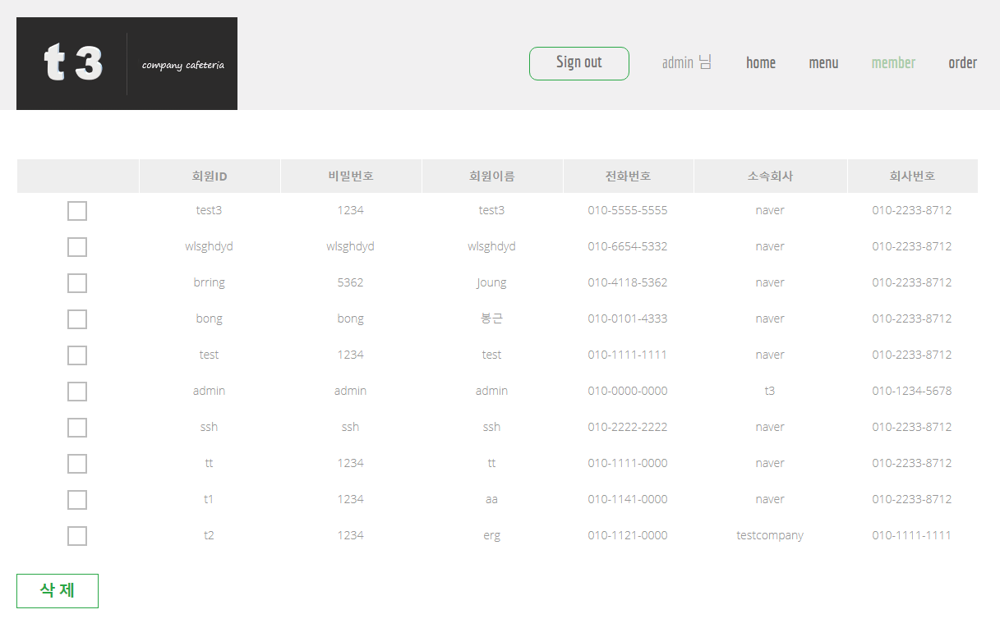 t 3 company cafeteria
Sign out admin 님 home menu member order
회원ID 비밀번호 회원이름 전화번호 소속회사 회사번호
test3 1234 test3 010-5555-5555 naver 010-2233-8712
wlsghdyd wlsghdyd wlsghdyd 010-6654-5332 naver 010-2233-8712
brring 5362 Joung 010-4118-5362 naver 010-2233-8712
bong bong 봉근 010-0101-4333 naver 010-2233-8712
test 1234 test 010-1111-1111 naver 010-2233-8712
admin admin admin 010-0000-0000 t3 010-1234-5678
ssh ssh ssh 010-2222-2222 naver 010-2233-8712
tt 1234 tt 010-1111-0000 naver 010-2233-8712
t1 1234 aa 010-1141-0000 naver 010-2233-8712
t2 1234 erg 010-1121-0000 testcompany 010-1111-1111
삭 제